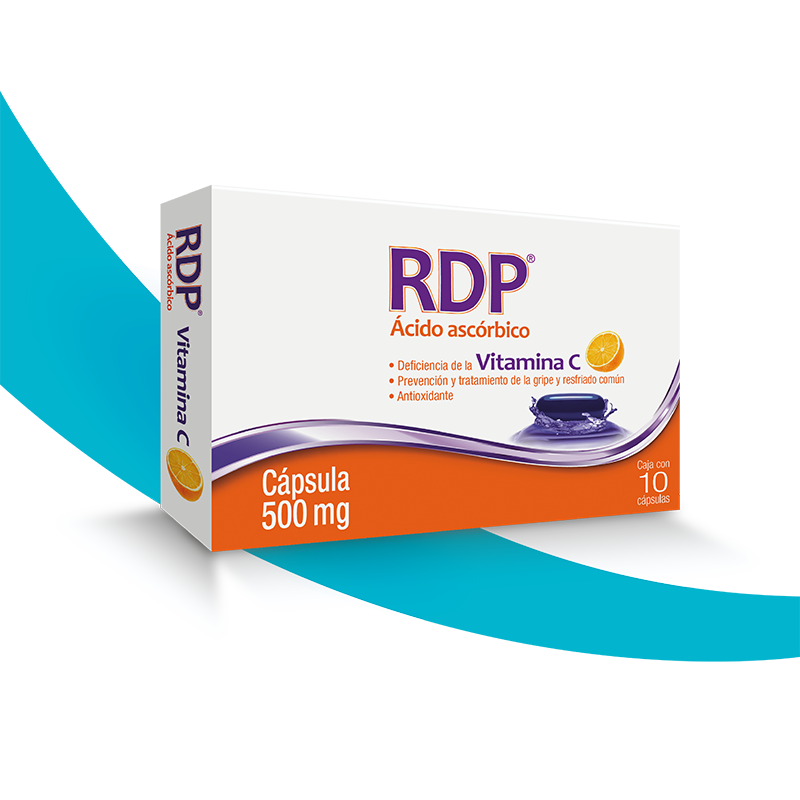 RDP®
Ácido ascórbico
Vitamina C
RDP®
Ácido ascórbico
• Deficiencia de la Vitamina C
• Prevención y tratamiento de la gripe y resfriado común
• Antioxidante
Cápsula
500 mg
Caja con
10
cápsulas